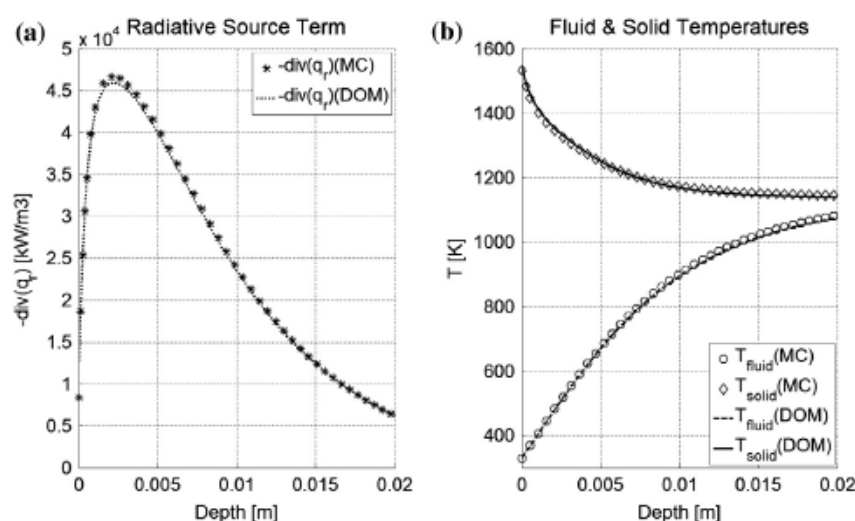 (a) Radiative Source Term
x 10⁴
5
4.5
4
3.5
3
2.5
2
1.5
1
0.5
0
-div(q_r) [kW/m3]
* -div(q_r)(MC)
-div(q_r)(DOM)
0 0.005 0.01 0.015 0.02
Depth [m]
(b) Fluid & Solid Temperatures
1600
1400
1200
1000
800
600
400
T [K]
T_fluid(MC)
T_solid(MC)
T_fluid(DOM)
T_solid(DOM)
0 0.005 0.01 0.015 0.02
Depth [m]